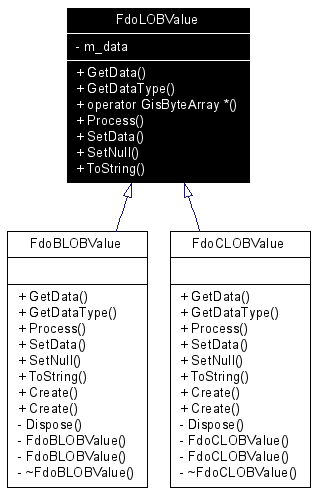 FdoLOBValue
- m_data
+ GetData()
+ GetDataType()
+ operator GisByteArray *()
+ Process()
+ SetData()
+ SetNull()
+ ToString()
FdoBLOBValue
+ GetData()
+ GetDataType()
+ Process()
+ SetData()
+ SetNull()
+ ToString()
+ Create()
+ Create()
- Dispose()
- FdoBLOBValue()
- FdoBLOBValue()
- ~FdoBLOBValue()
FdoCLOBValue
+ GetData()
+ GetDataType()
+ Process()
+ SetData()
+ SetNull()
+ ToString()
+ Create()
+ Create()
- Dispose()
- FdoCLOBValue()
- FdoCLOBValue()
- ~FdoCLOBValue()